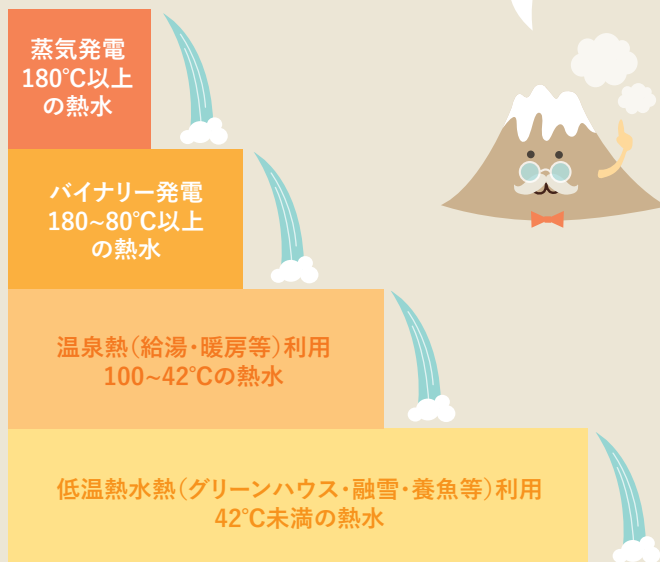 蒸気発電
180℃以上
の熱水
バイナリー発電
180~80℃以上
の熱水
温泉熱(給湯・暖房等)利用
100~42℃の熱水
低温熱水熱(グリーンハウス・融雪・養魚等)利用
42℃未満の熱水